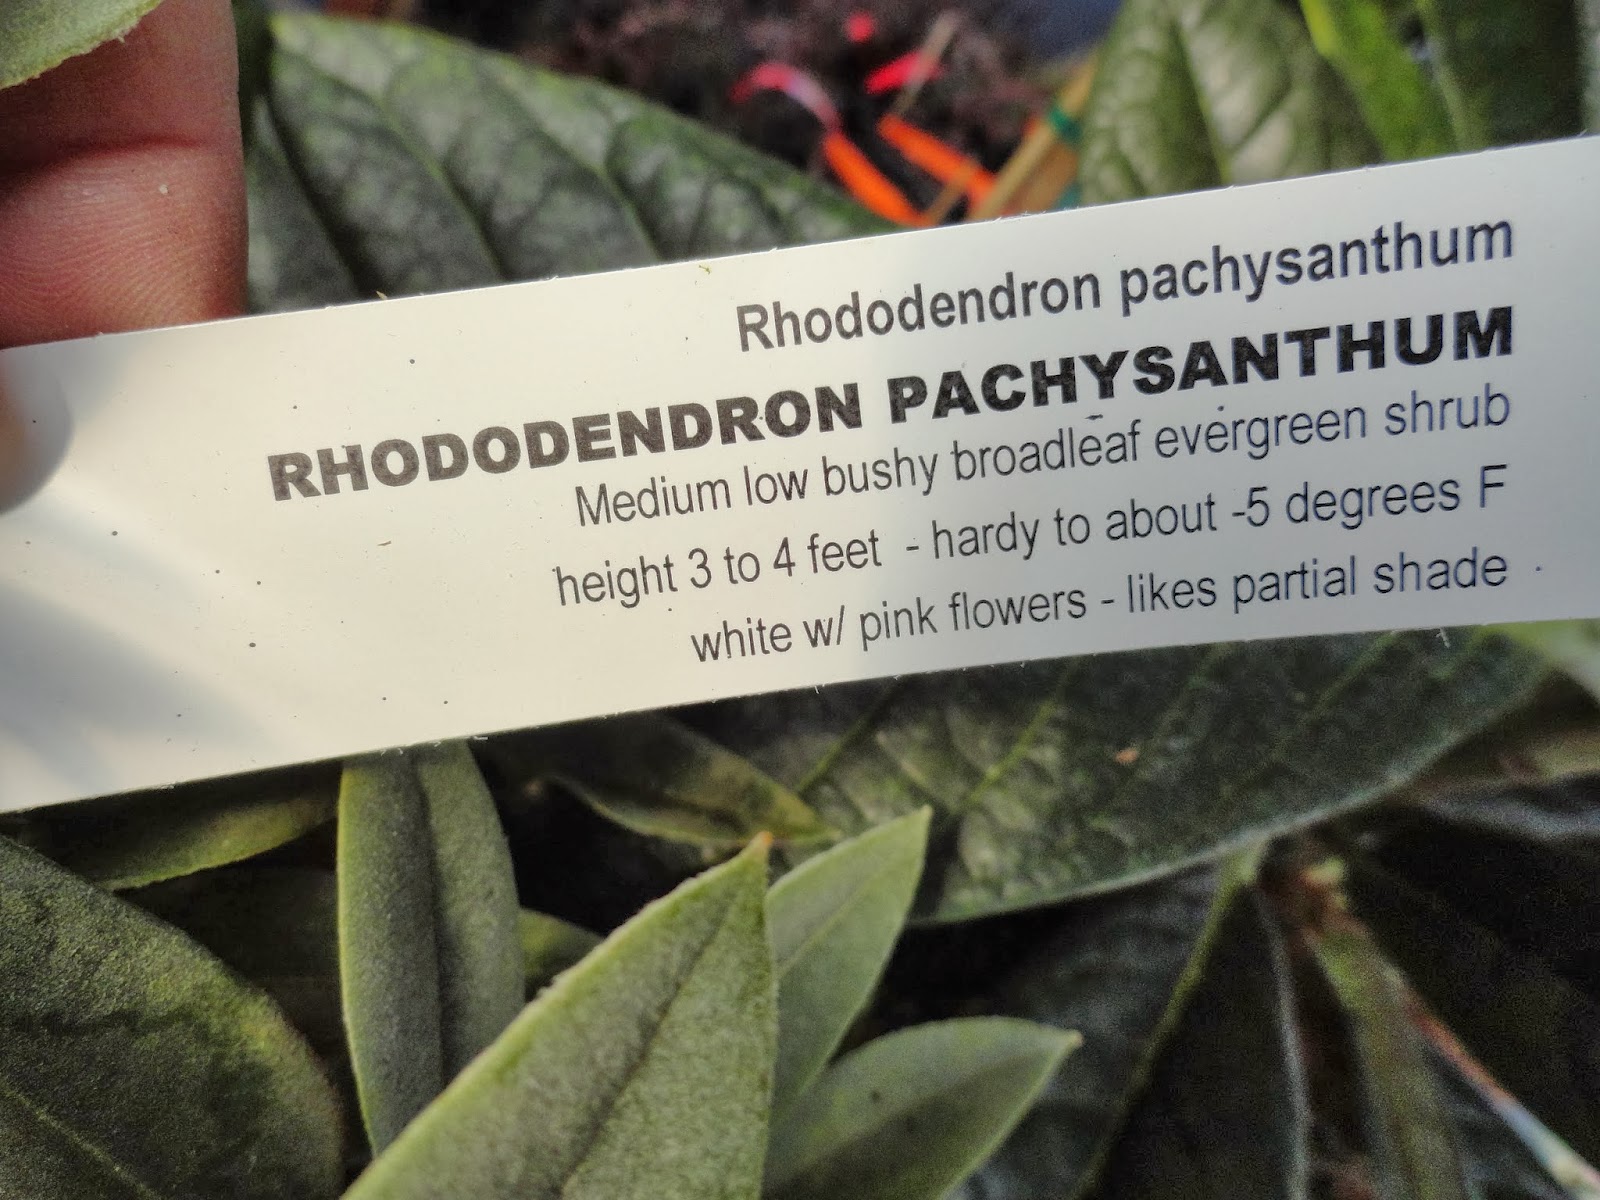 Rhododendron pachysanthum
RHODODENDRON PACHYSANTHUM
Medium low bushy broadleaf evergreen shrub
height 3 to 4 feet - hardy to about -5 degrees F
white w/ pink flowers - likes partial shade